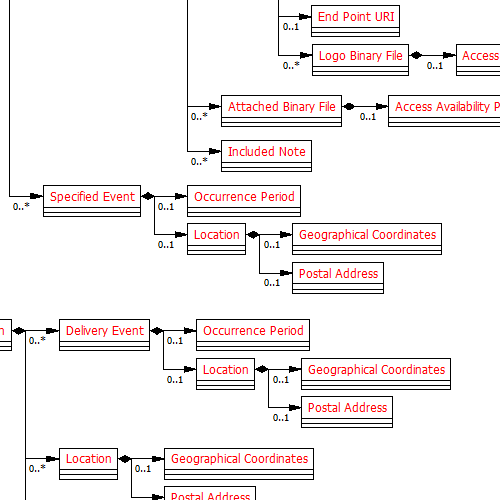 End Point URI
0..1
Logo Binary File
Access
0..*
0..1
Attached Binary File
Access Availability P
0..*
0..1
Included Note
0..*
Specified Event
Occurrence Period
0..*
0..1
Location
Geographical Coordinates
0..1
0..1
Postal Address
0..1
n
Delivery Event
Occurrence Period
0..*
0..1
Location
Geographical Coordinates
0..1
0..1
Postal Address
0..1
Location
Geographical Coordinates
0..*
0..1
Postal Address